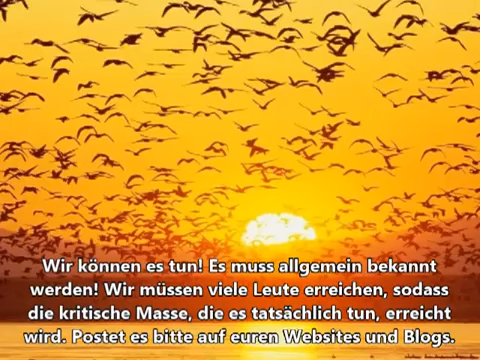 Wir können es tun! Es muss allgemein bekannt
werden! Wir müssen viele Leute erreichen, sodass
die kritische Masse, die es tatsächlich tun, erreicht
wird. Postet es bitte auf euren Websites und Blogs.